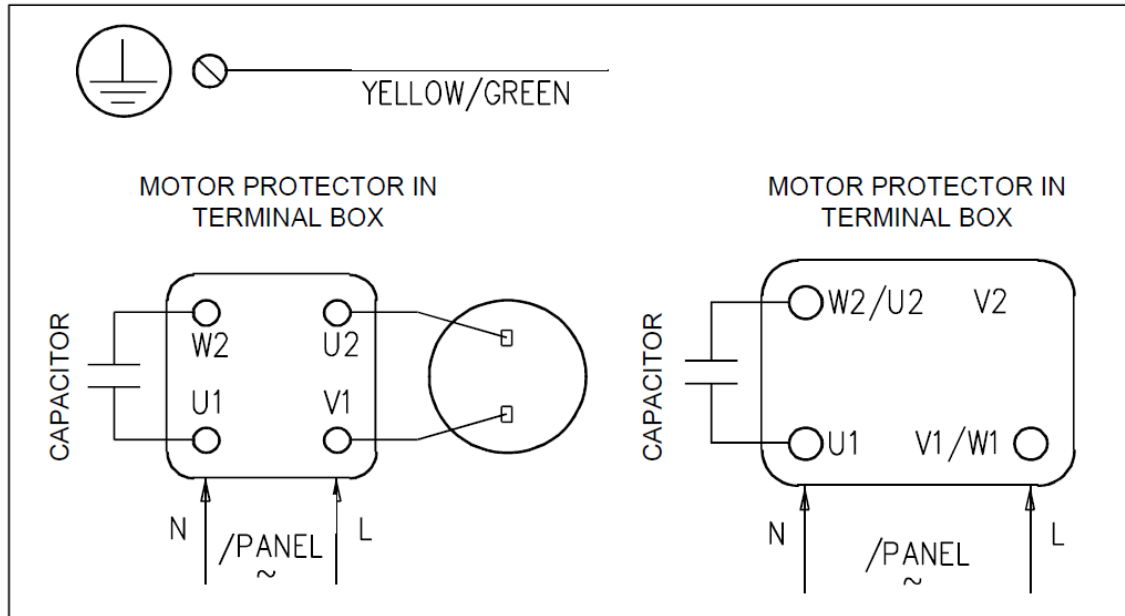 YELLOW/GREEN
MOTOR PROTECTOR IN
TERMINAL BOX
CAPACITOR
W2
U2
U1
V1
N
/PANEL
~
L
MOTOR PROTECTOR IN
TERMINAL BOX
CAPACITOR
W2/U2
V2
U1
V1/W1
N
/PANEL
~
L